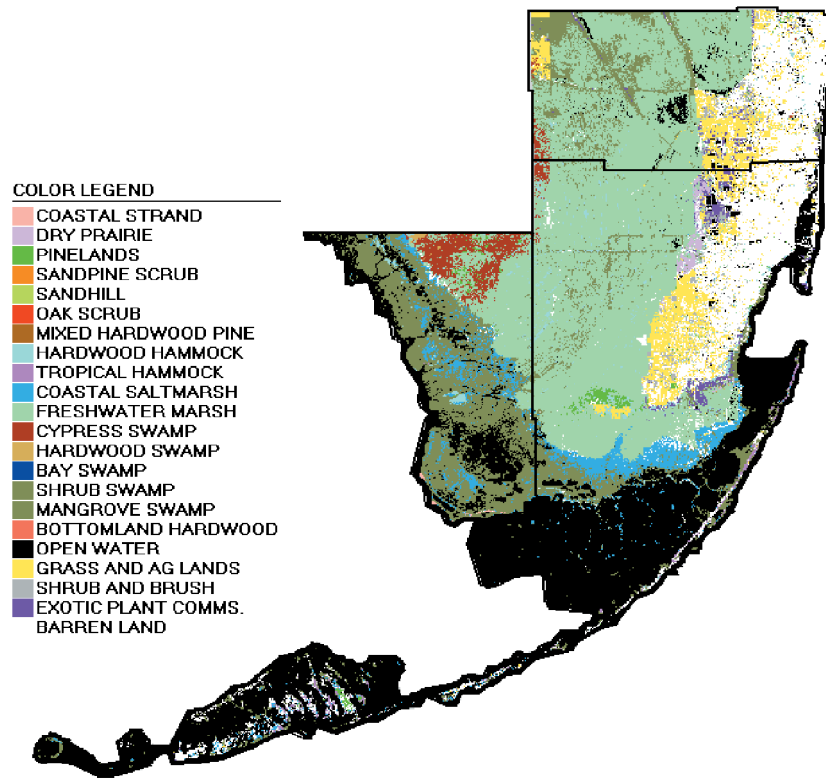 COLOR LEGEND
COASTAL STRAND
DRY PRAIRIE
PINELANDS
SANDPINE SCRUB
SANDHILL
OAK SCRUB
MIXED HARDWOOD PINE
HARDWOOD HAMMOCK
TROPICAL HAMMOCK
COASTAL SALTMARSH
FRESHWATER MARSH
CYPRESS SWAMP
HARDWOOD SWAMP
BAY SWAMP
SHRUB SWAMP
MANGROVE SWAMP
BOTTOMLAND HARDWOOD
OPEN WATER
GRASS AND AG LANDS
SHRUB AND BRUSH
EXOTIC PLANT COMMS.
BARREN LAND